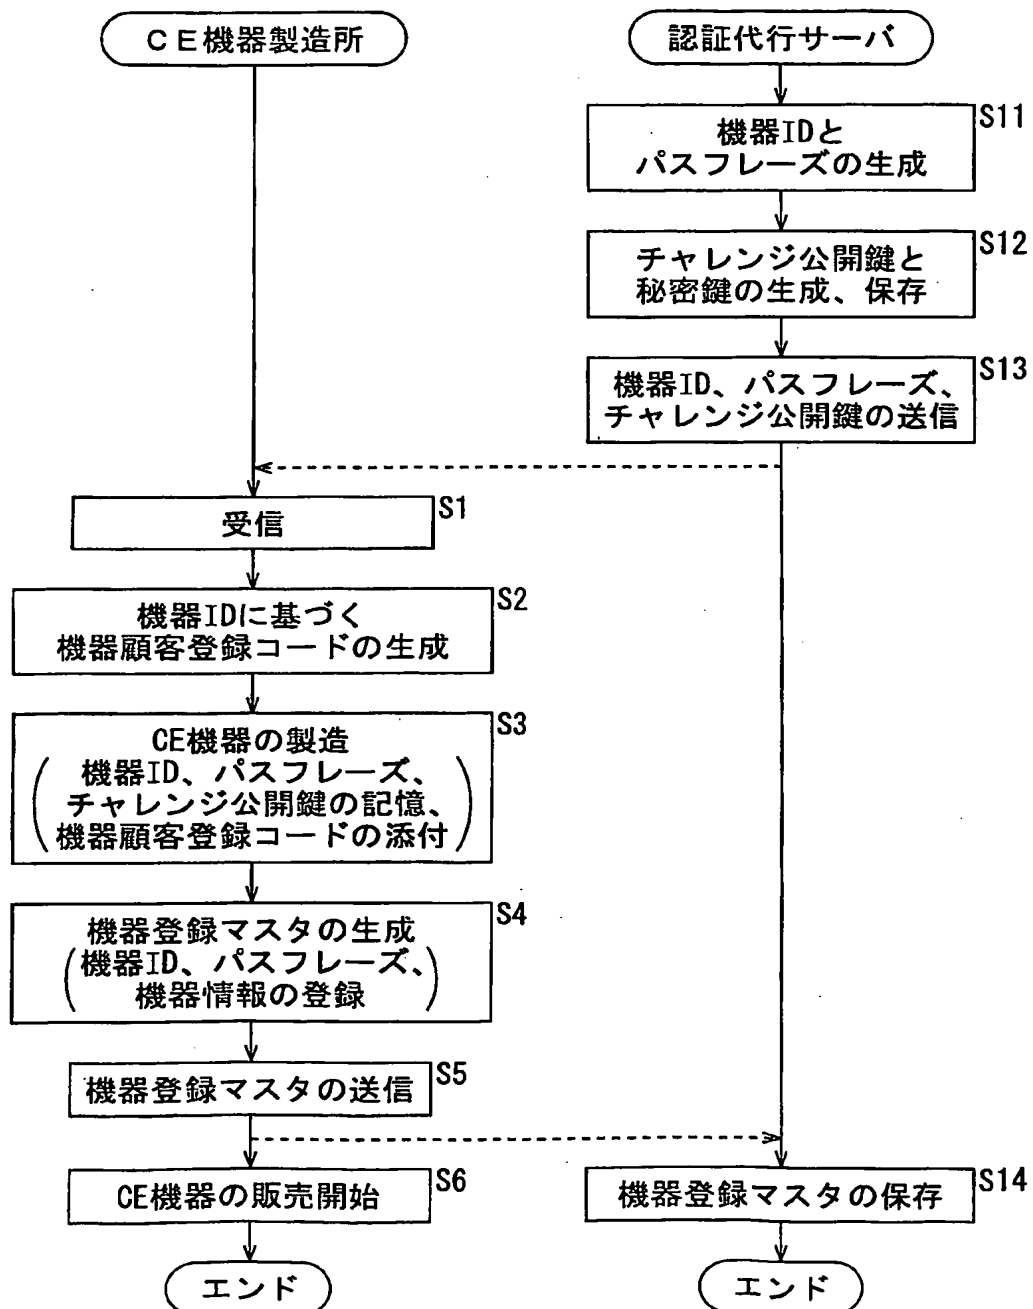 CE機器製造所
認証代行サーバ
S11
機器IDと
パスフレーズの生成
S12
チャレンジ公開鍵と
秘密鍵の生成、保存
S13
機器ID、パスフレーズ、
チャレンジ公開鍵の送信
S1
受信
S2
機器IDに基づく
機器顧客登録コードの生成
S3
CE機器の製造
(機器ID、パスフレーズ、
チャレンジ公開鍵の記憶、
機器顧客登録コードの添付)
S4
機器登録マスタの生成
(機器ID、パスフレーズ、
機器情報の登録)
S5
機器登録マスタの送信
S6
CE機器の販売開始
S14
機器登録マスタの保存
エンド
エンド